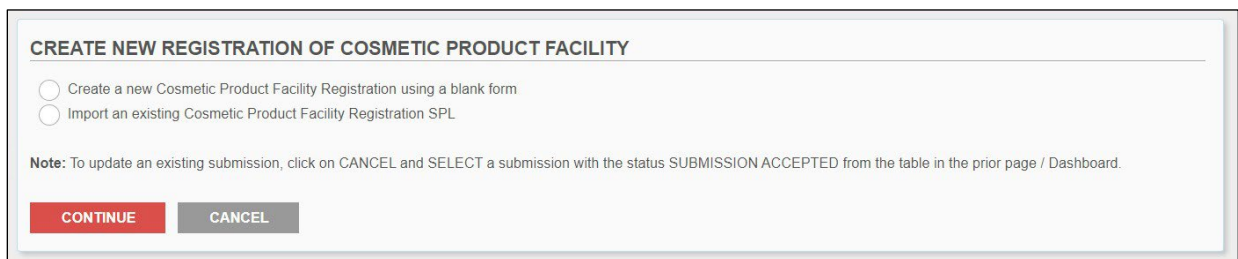 CREATE NEW REGISTRATION OF COSMETIC PRODUCT FACILITY
Create a new Cosmetic Product Facility Registration using a blank form
Import an existing Cosmetic Product Facility Registration SPL
Note: To update an existing submission, click on CANCEL and SELECT a submission with the status SUBMISSION ACCEPTED from the table in the prior page / Dashboard.
CONTINUE CANCEL